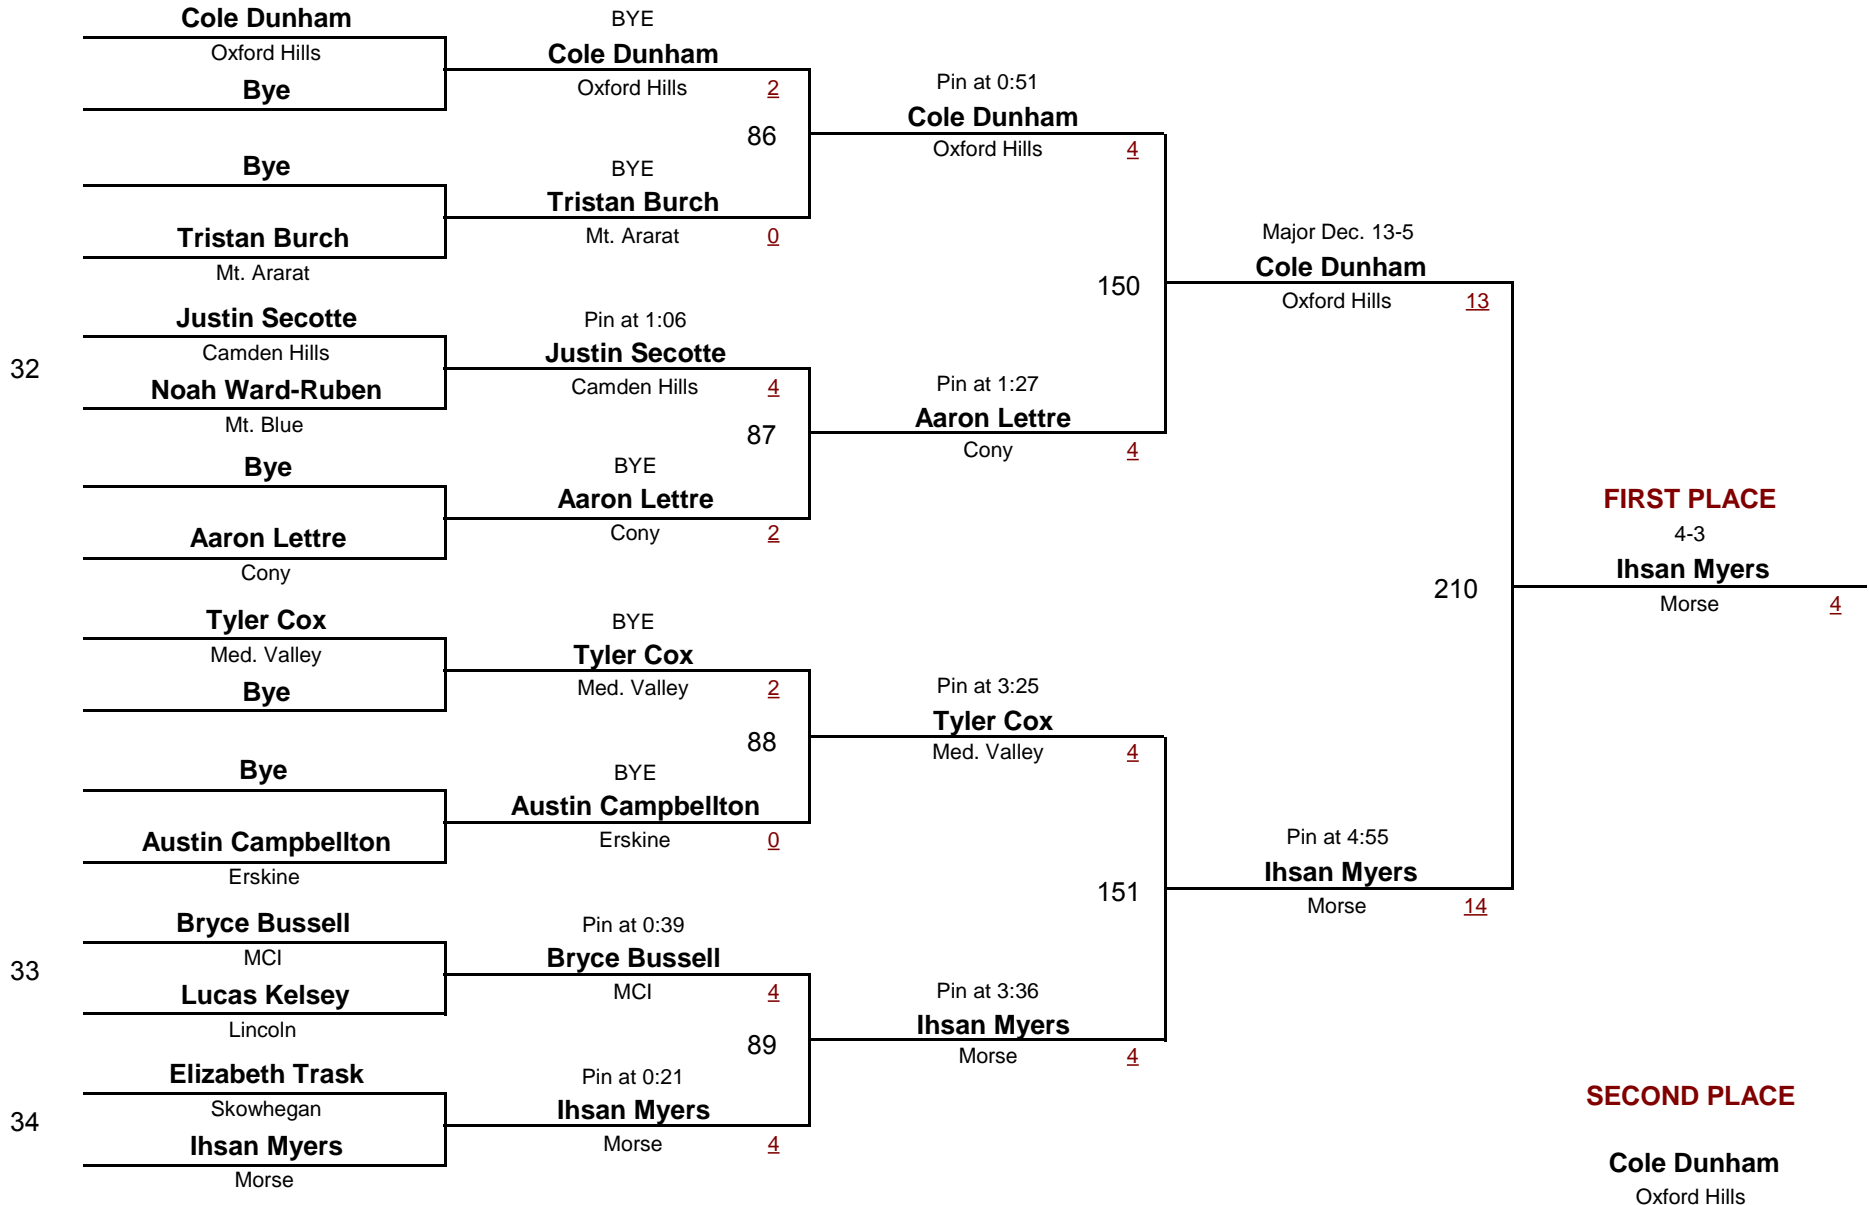 Cole Dunham
Oxford Hills
Bye
Bye
Tristan Burch
Mt. Ararat
32
Justin Secotte
Camden Hills
Noah Ward-Ruben
Mt. Blue
Bye
Aaron Lettre
Cony
Tyler Cox
Med. Valley
Bye
Bye
Austin Campbellton
Erskine
33
Bryce Bussell
MCI
Lucas Kelsey
Lincoln
34
Elizabeth Trask
Skowhegan
Ihsan Myers
Morse
BYE
Cole Dunham
Oxford Hills 2
86
BYE
Tristan Burch
Mt. Ararat 0
Pin at 1:06
Justin Secotte
Camden Hills 4
87
BYE
Aaron Lettre
Cony 2
BYE
Tyler Cox
Med. Valley 2
88
BYE
Austin Campbellton
Erskine 0
Pin at 0:39
Bryce Bussell
MCI 4
89
Pin at 0:21
Ihsan Myers
Morse 4
Pin at 0:51
Cole Dunham
Oxford Hills 4
150
Pin at 1:27
Aaron Lettre
Cony 4
Pin at 3:25
Tyler Cox
Med. Valley 4
151
Pin at 3:36
Ihsan Myers
Morse 4
Major Dec. 13-5
Cole Dunham
Oxford Hills 13
210
Pin at 4:55
Ihsan Myers
Morse 14
FIRST PLACE
4-3
Ihsan Myers
Morse 4
SECOND PLACE
Cole Dunham
Oxford Hills